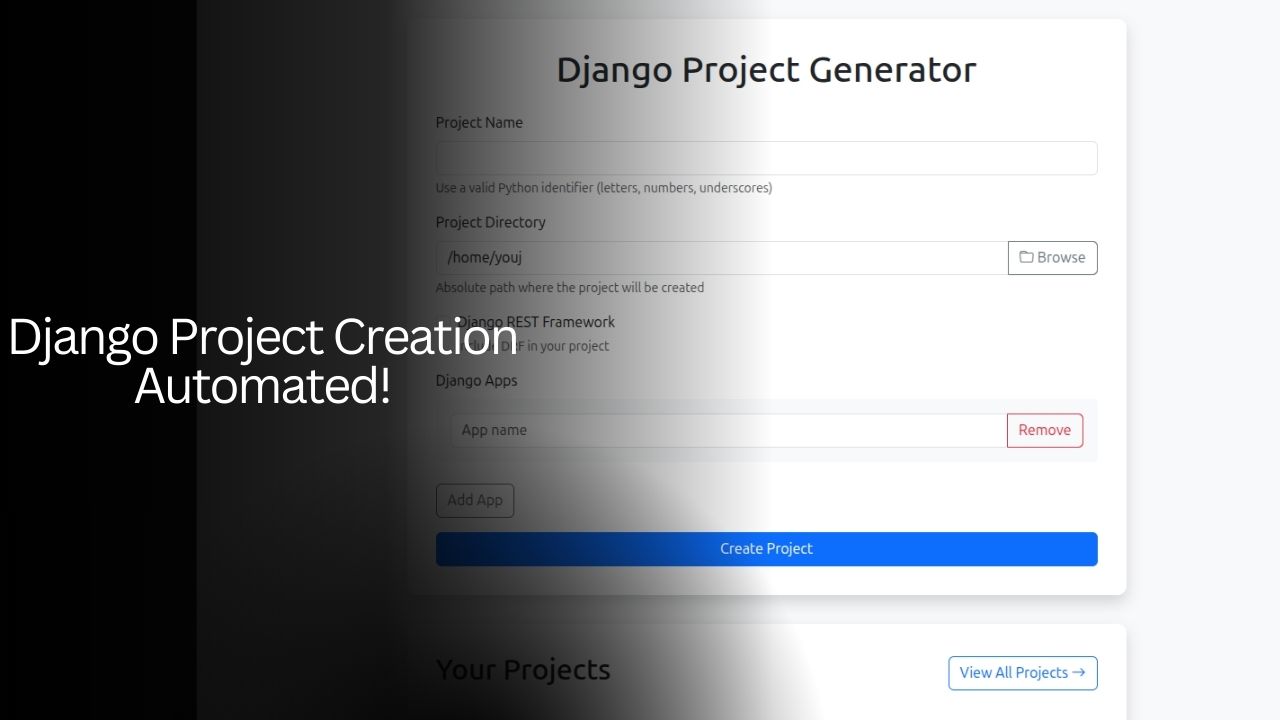 Django Project Generator
Project Name
Use a valid Python identifier (letters, numbers, underscores)
Project Directory
/home/youj
Browse
Absolute path where the project will be created
Django REST Framework
DRF in your project
Django Project Creation
Automated!
Django Apps
App name
Remove
Add App
Create Project
Your Projects
View All Projects →